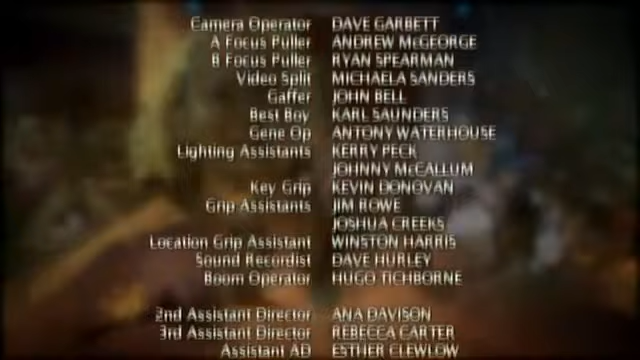 Camera Operator DAVE GARBETT
A Focus Puller ANDREW McGEORGE
B Focus Puller RYAN SPEARMAN
Video Split MICHAELA SANDERS
Gaffer JOHN BELL
Best Boy KARL SAUNDERS
Gene Op ANTONY WATERHOUSE
Lighting Assistants KERRY PECK
JOHNNY McCALLUM
Key Grip KEVIN DONOVAN
Grip Assistants JIM ROWE
JOSHUA CREEKS
Location Grip Assistant WINSTON HARRIS
Sound Recordist DAVE HURLEY
Boom Operator HUGO TICHBORNE
2nd Assistant Director ANA DAVISON
3rd Assistant Director REBECCA CARTER
Assistant AD ESTHER CLEWLOW